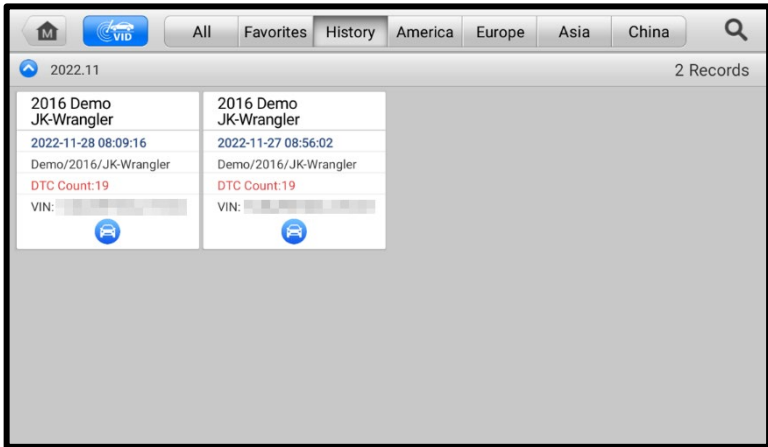 M VID All Favorites History America Europe Asia China
2022.11 2 Records
2016 Demo
JK-Wrangler
2022-11-28 08:09:16
Demo/2016/JK-Wrangler
DTC Count:19
VIN:
2016 Demo
JK-Wrangler
2022-11-27 08:56:02
Demo/2016/JK-Wrangler
DTC Count:19
VIN: